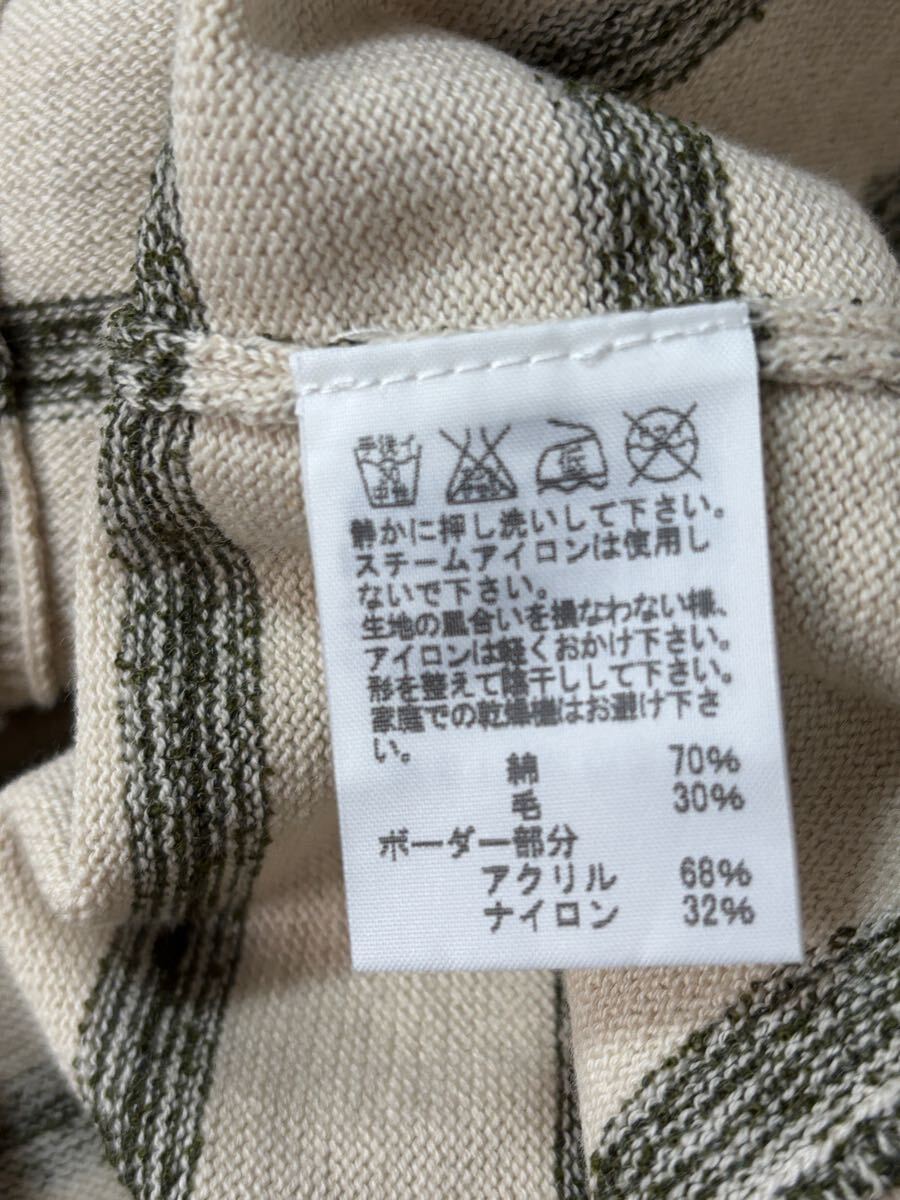 手洗イ
中性
静かに押し洗いして下さい。
スチームアイロンは使用し
ないで下さい。
生地の風合いを損なわない様、
アイロンは軽くおかけ下さい。
形を整えて陰干しして下さい。
家庭での乾燥機はお避け下さ
い。
綿 70%
毛 30%
ボーダー部分
アクリル 68%
ナイロン 32%